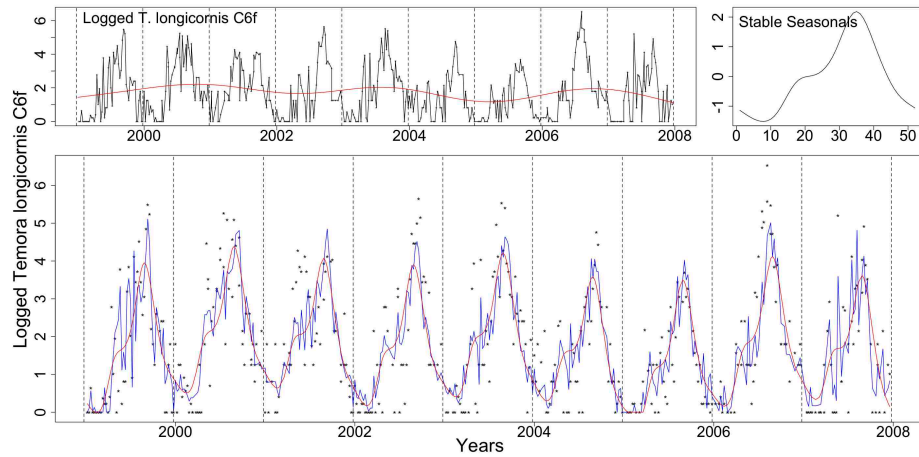 Logged T. longicornis C6f
0 2 4 6
2000 2002 2004 2006 2008
Stable Seasonals
-1 0 1 2
0 10 20 30 40 50
Logged Temora longicornis C6f
0 1 2 3 4 5 6
2000 2002 2004 2006 2008
Years